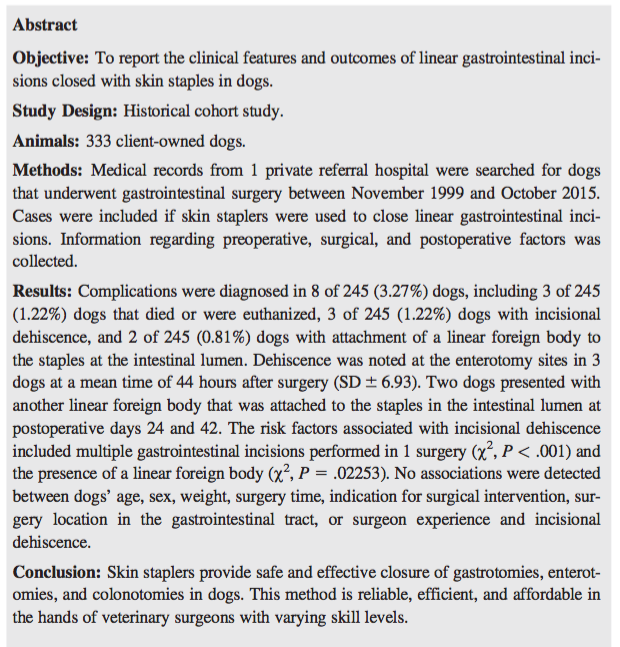 Abstract
Objective: To report the clinical features and outcomes of linear gastrointestinal inci-
sions closed with skin staples in dogs.
Study Design: Historical cohort study.
Animals: 333 client-owned dogs.
Methods: Medical records from 1 private referral hospital were searched for dogs
that underwent gastrointestinal surgery between November 1999 and October 2015.
Cases were included if skin staplers were used to close linear gastrointestinal inci-
sions. Information regarding preoperative, surgical, and postoperative factors was
collected.
Results: Complications were diagnosed in 8 of 245 (3.27%) dogs, including 3 of 245
(1.22%) dogs that died or were euthanized, 3 of 245 (1.22%) dogs with incisional
dehiscence, and 2 of 245 (0.81%) dogs with attachment of a linear foreign body to
the staples at the intestinal lumen. Dehiscence was noted at the enterotomy sites in 3
dogs at a mean time of 44 hours after surgery (SD ± 6.93). Two dogs presented with
another linear foreign body that was attached to the staples in the intestinal lumen at
postoperative days 24 and 42. The risk factors associated with incisional dehiscence
included multiple gastrointestinal incisions performed in 1 surgery (χ², P < .001) and
the presence of a linear foreign body (χ², P = .02253). No associations were detected
between dogs' age, sex, weight, surgery time, indication for surgical intervention, sur-
gery location in the gastrointestinal tract, or surgeon experience and incisional
dehiscence.
Conclusion: Skin staplers provide safe and effective closure of gastrotomies, enterot-
omies, and colonotomies in dogs. This method is reliable, efficient, and affordable in
the hands of veterinary surgeons with varying skill levels.